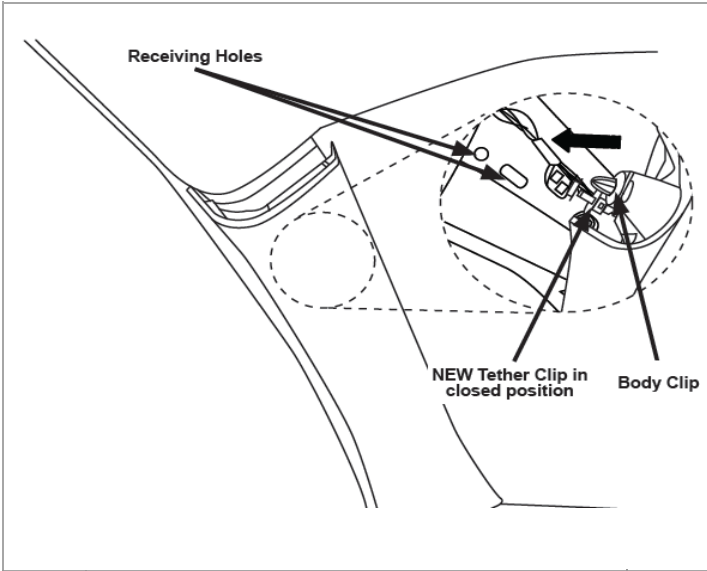 Receiving Holes
NEW Tether Clip in
closed position
Body Clip